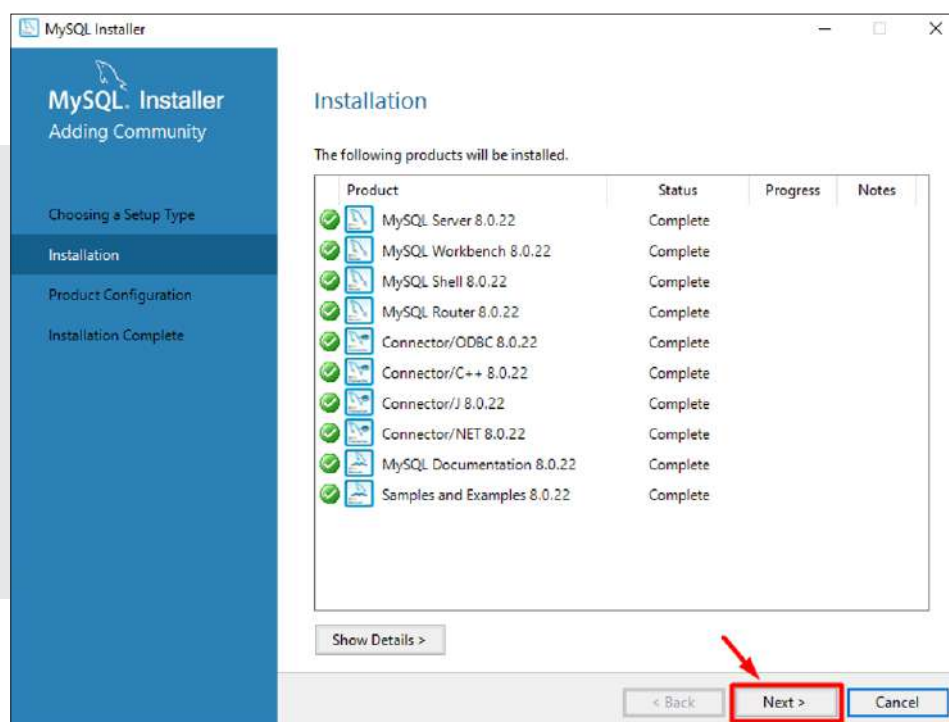 MySQL Installer
MySQL. Installer
Adding Community
Choosing a Setup Type
Installation
Product Configuration
Installation Complete
Installation
The following products will be installed.
Product Status Progress Notes
MySQL Server 8.0.22 Complete
MySQL Workbench 8.0.22 Complete
MySQL Shell 8.0.22 Complete
MySQL Router 8.0.22 Complete
Connector/ODBC 8.0.22 Complete
Connector/C++ 8.0.22 Complete
Connector/J 8.0.22 Complete
Connector/NET 8.0.22 Complete
MySQL Documentation 8.0.22 Complete
Samples and Examples 8.0.22 Complete
Show Details >
< Back Next > Cancel